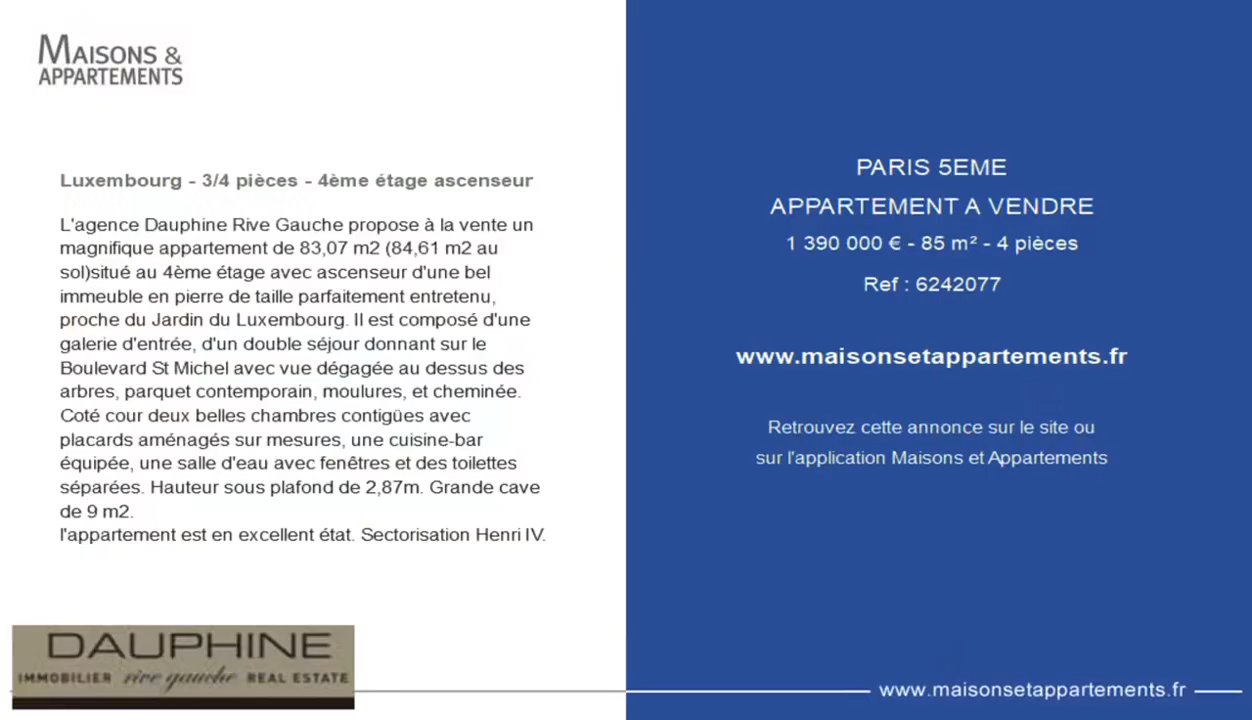 MAISONS &
APPARTEMENTS
Luxembourg - 3/4 pièces - 4ème étage ascenseur
L'agence Dauphine Rive Gauche propose à la vente un
magnifique appartement de 83,07 m2 (84,61 m2 au
sol)situé au 4ème étage avec ascenseur d'une bel
immeuble en pierre de taille parfaitement entretenu,
proche du Jardin du Luxembourg. Il est composé d'une
galerie d'entrée, d'un double séjour donnant sur le
Boulevard St Michel avec vue dégagée au dessus des
arbres, parquet contemporain, moulures, et cheminée.
Coté cour deux belles chambres contigües avec
placards aménagés sur mesures, une cuisine-bar
équipée, une salle d'eau avec fenêtres et des toilettes
séparées. Hauteur sous plafond de 2,87m. Grande cave
de 9 m2.
l'appartement est en excellent état. Sectorisation Henri IV.
DAUPHINE
IMMOBILIER rive gauche REAL ESTATE
PARIS 5EME
APPARTEMENT A VENDRE
1 390 000 € - 85 m² - 4 pièces
Ref : 6242077
www.maisonsetappartements.fr
Retrouvez cette annonce sur le site ou
sur l'application Maisons et Appartements
www.maisonsetappartements.fr